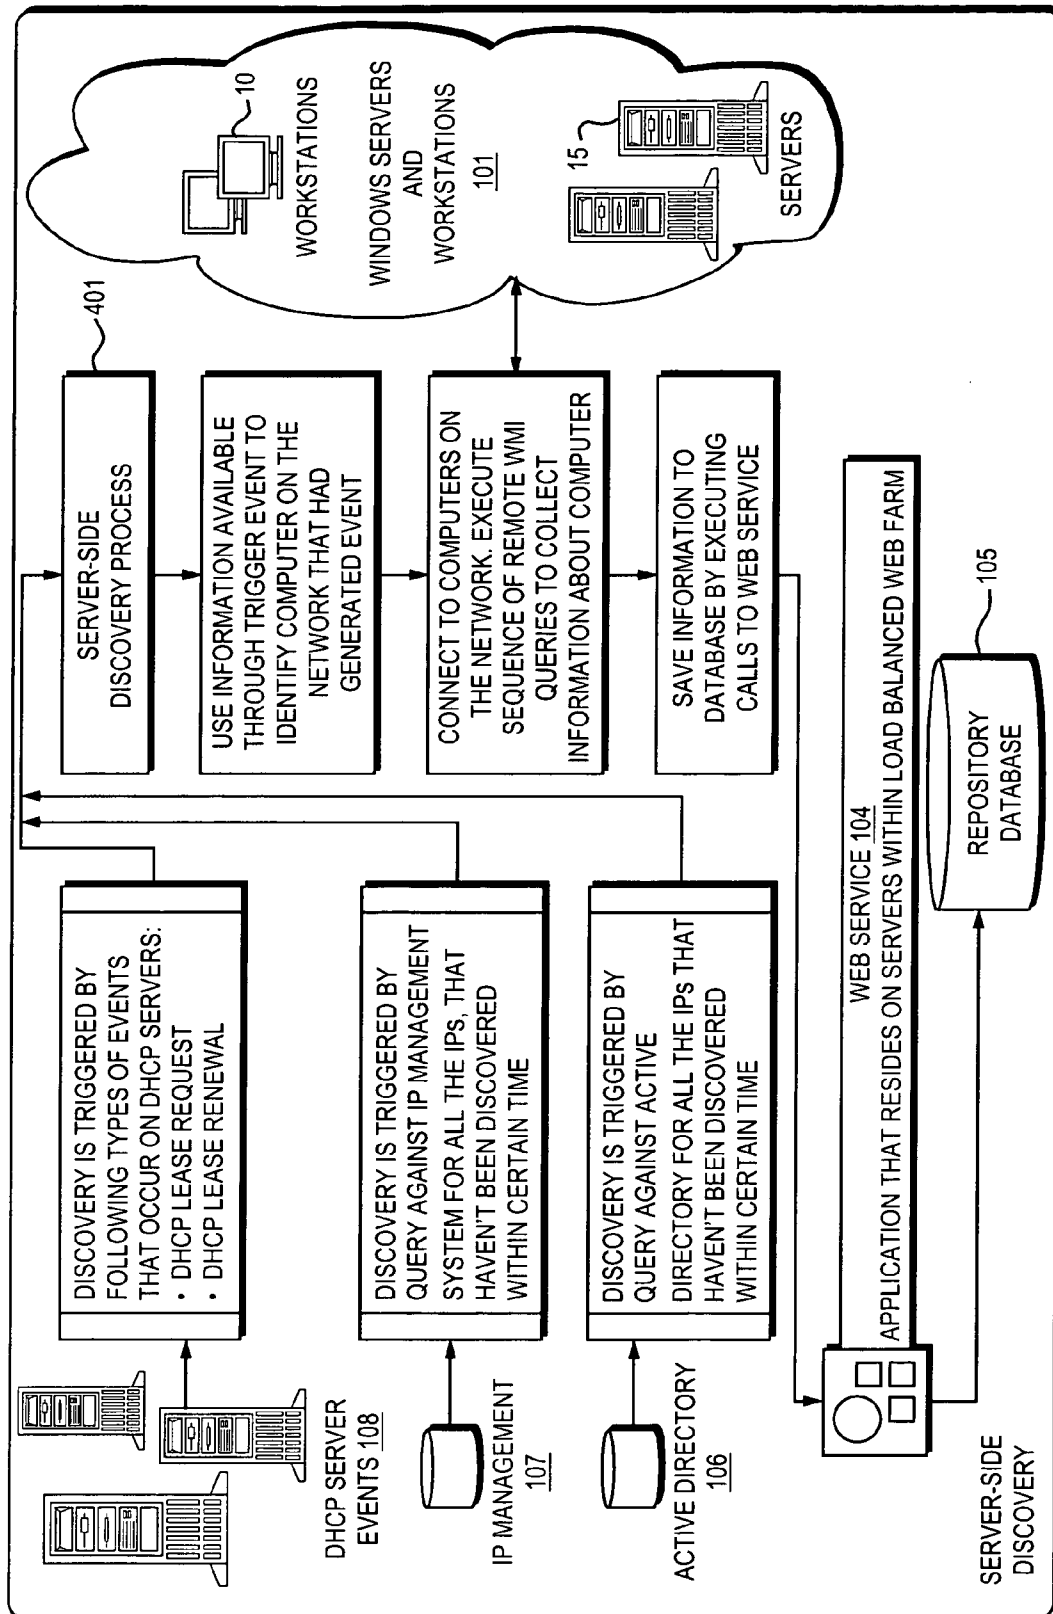 DHCP SERVER
EVENTS 108
DISCOVERY IS TRIGGERED BY
FOLLOWING TYPES OF EVENTS
THAT OCCUR ON DHCP SERVERS:
• DHCP LEASE REQUEST
• DHCP LEASE RENEWAL
IP MANAGEMENT
107
DISCOVERY IS TRIGGERED BY
QUERY AGAINST IP MANAGEMENT
SYSTEM FOR ALL THE IPs, THAT
HAVEN'T BEEN DISCOVERED
WITHIN CERTAIN TIME
ACTIVE DIRECTORY
106
DISCOVERY IS TRIGGERED BY
QUERY AGAINST ACTIVE
DIRECTORY FOR ALL THE IPs THAT
HAVEN'T BEEN DISCOVERED
WITHIN CERTAIN TIME
401
SERVER-SIDE
DISCOVERY PROCESS
USE INFORMATION AVAILABLE
THROUGH TRIGGER EVENT TO
IDENTIFY COMPUTER ON THE
NETWORK THAT HAD
GENERATED EVENT
CONNECT TO COMPUTERS ON
THE NETWORK. EXECUTE
SEQUENCE OF REMOTE WMI
QUERIES TO COLLECT
INFORMATION ABOUT COMPUTER
SAVE INFORMATION TO
DATABASE BY EXECUTING
CALLS TO WEB SERVICE
10
WORKSTATIONS
WINDOWS SERVERS
AND
WORKSTATIONS
101
15
SERVERS
WEB SERVICE 104
APPLICATION THAT RESIDES ON SERVERS WITHIN LOAD BALANCED WEB FARM
105
REPOSITORY
DATABASE
SERVER-SIDE
DISCOVERY